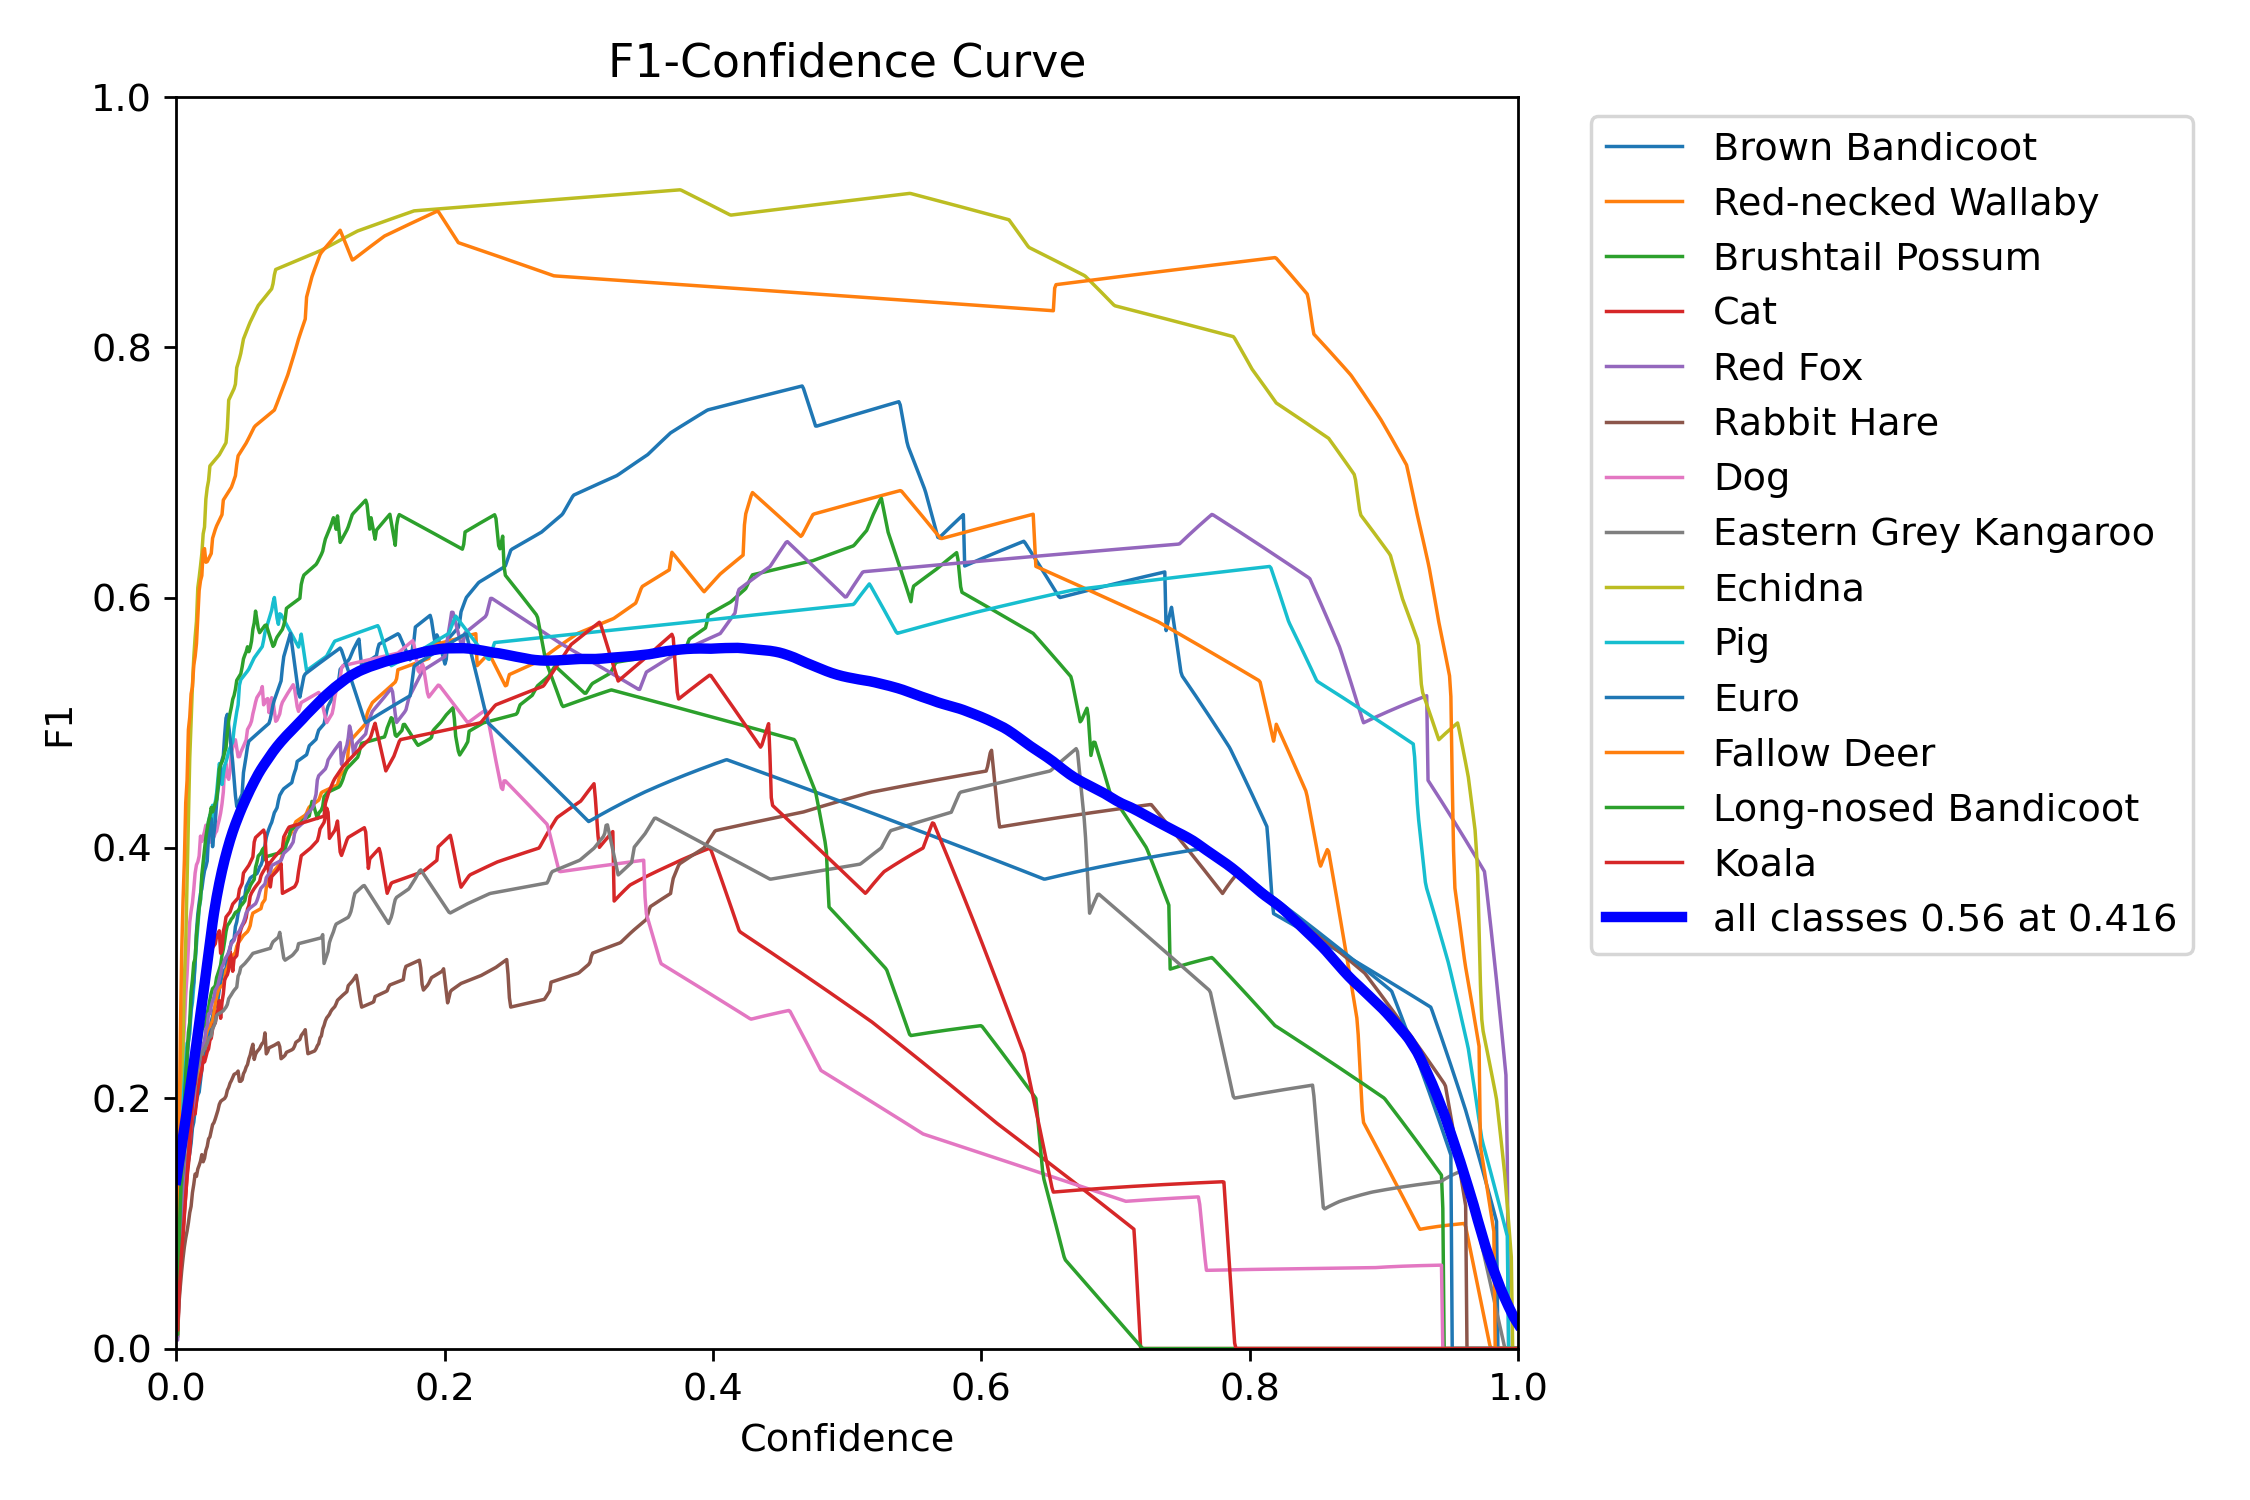 F1-Confidence Curve
1.0
0.8
0.6
0.4
0.2
0.0
F1
0.0 0.2 0.4 0.6 0.8 1.0
Confidence
Brown Bandicoot
Red-necked Wallaby
Brushtail Possum
Cat
Red Fox
Rabbit Hare
Dog
Eastern Grey Kangaroo
Echidna
Pig
Euro
Fallow Deer
Long-nosed Bandicoot
Koala
all classes 0.56 at 0.416